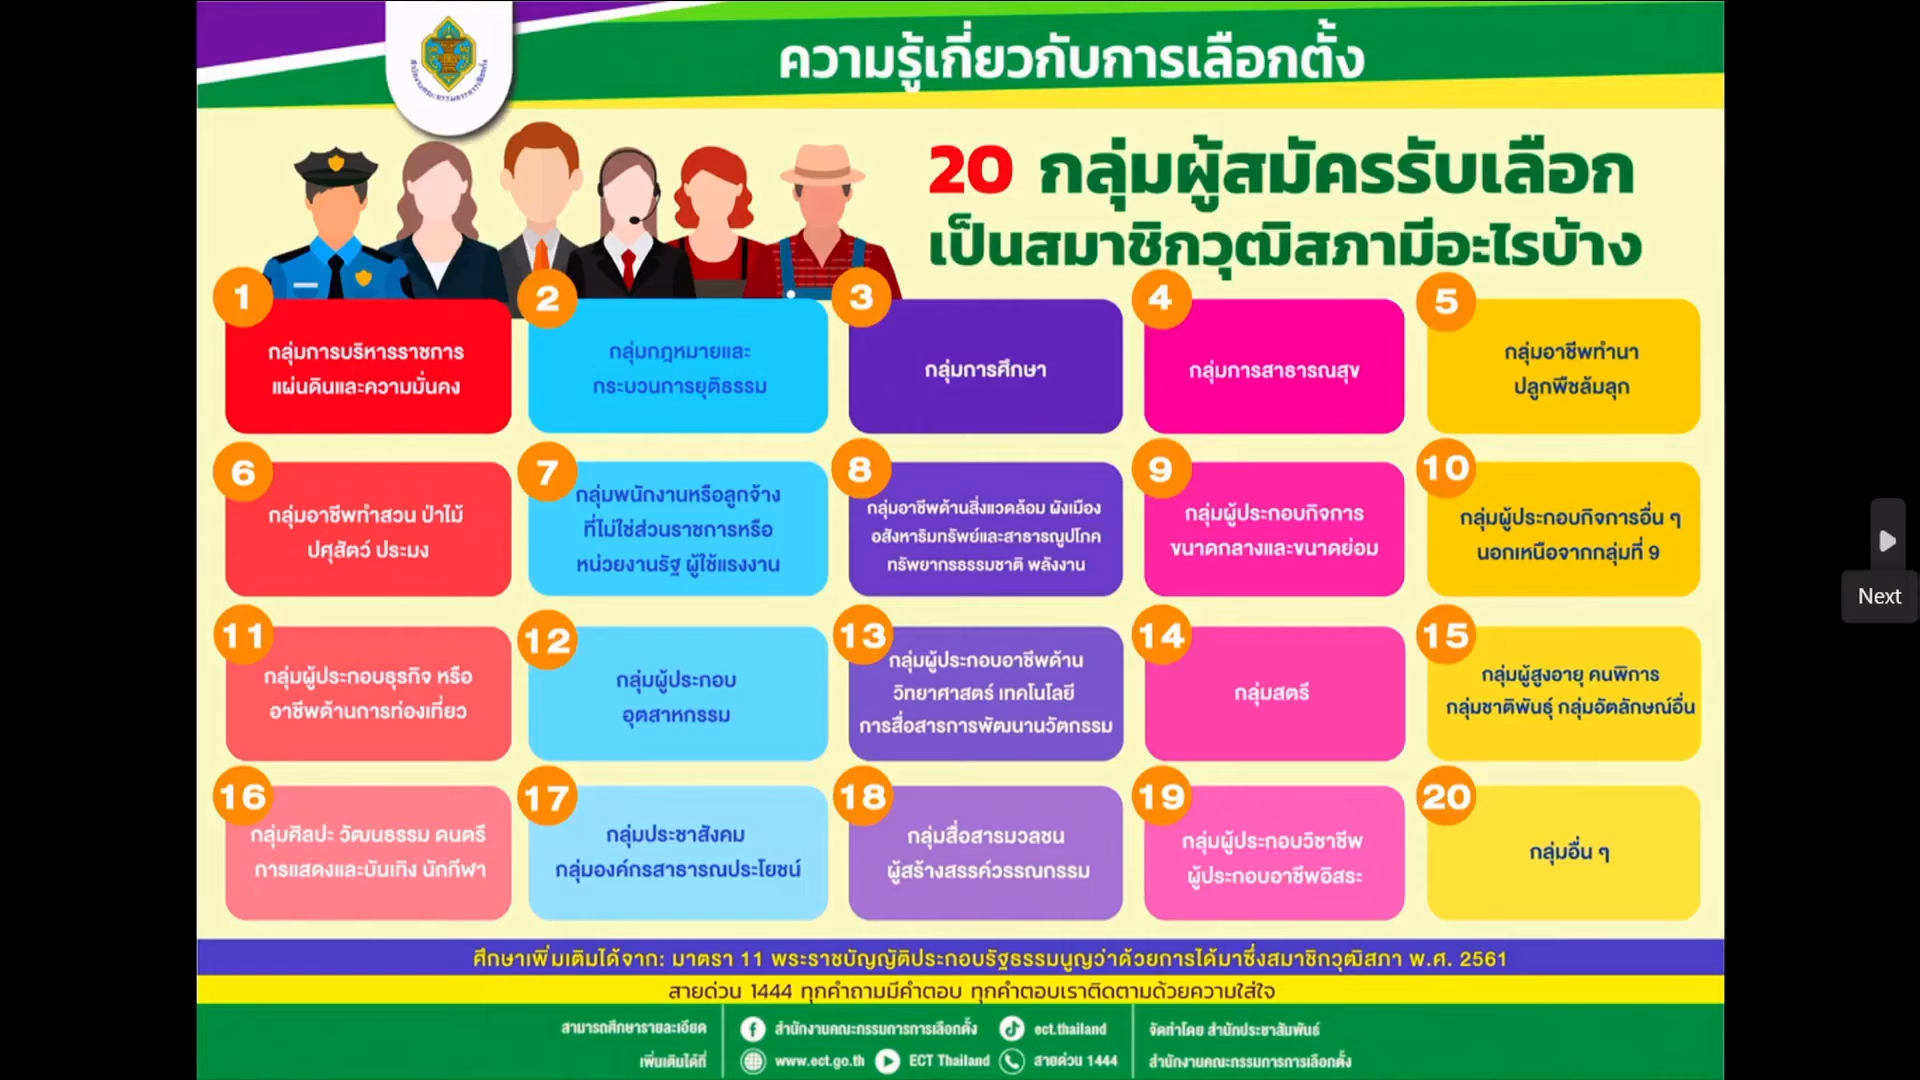 สำนักงานคณะกรรมการการเลือกตั้ง
ความรู้เกี่ยวกับการเลือกตั้ง
20 กลุ่มผู้สมัครรับเลือก
เป็นสมาชิกวุฒิสภามีอะไรบ้าง
1
กลุ่มการบริหารราชการ
แผ่นดินและความมั่นคง
2
กลุ่มกฎหมายและ
กระบวนการยุติธรรม
3
กลุ่มการศึกษา
4
กลุ่มการสาธารณสุข
5
กลุ่มอาชีพทำนา
ปลูกพืชล้มลุก
6
กลุ่มอาชีพทำสวน ป่าไม้
ปศุสัตว์ ประมง
7
กลุ่มพนักงานหรือลูกจ้าง
ที่ไม่ใช่ส่วนราชการหรือ
หน่วยงานรัฐ ผู้ใช้แรงงาน
8
กลุ่มอาชีพด้านสิ่งแวดล้อม ผังเมือง
อสังหาริมทรัพย์และสาธารณูปโภค
ทรัพยากรธรรมชาติ พลังงาน
9
กลุ่มผู้ประกอบกิจการ
ขนาดกลางและขนาดย่อม
10
กลุ่มผู้ประกอบกิจการอื่น ๆ
นอกเหนือจากกลุ่มที่ 9
11
กลุ่มผู้ประกอบธุรกิจ หรือ
อาชีพด้านการท่องเที่ยว
12
กลุ่มผู้ประกอบ
อุตสาหกรรม
13
กลุ่มผู้ประกอบอาชีพด้าน
วิทยาศาสตร์ เทคโนโลยี
การสื่อสารการพัฒนานวัตกรรม
14
กลุ่มสตรี
15
กลุ่มผู้สูงอายุ คนพิการ
กลุ่มชาติพันธุ์ กลุ่มอัตลักษณ์อื่น
16
กลุ่มศิลปะ วัฒนธรรม ดนตรี
การแสดงและบันเทิง นักกีฬา
17
กลุ่มประชาสังคม
กลุ่มองค์กรสาธารณประโยชน์
18
กลุ่มสื่อสารมวลชน
ผู้สร้างสรรค์วรรณกรรม
19
กลุ่มผู้ประกอบวิชาชีพ
ผู้ประกอบอาชีพอิสระ
20
กลุ่มอื่น ๆ
Next
ศึกษาเพิ่มเติมได้จาก: มาตรา 11 พระราชบัญญัติประกอบรัฐธรรมนูญว่าด้วยการได้มาซึ่งสมาชิกวุฒิสภา พ.ศ. 2561
สายด่วน 1444 ทุกคำถามมีคำตอบ ทุกคำตอบเราติดตามด้วยความใส่ใจ
สามารถศึกษารายละเอียด
เพิ่มเติมได้ที่
สำนักงานคณะกรรมการการเลือกตั้ง ect.thailand
www.ect.go.th ECT Thailand สายด่วน 1444
จัดทำโดย สำนักประชาสัมพันธ์
สำนักงานคณะกรรมการการเลือกตั้ง